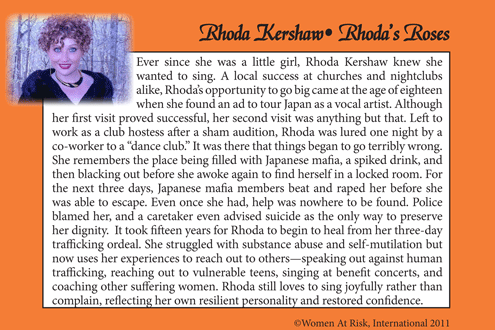 Rhoda Kershaw• Rhoda's Roses
Ever since she was a little girl, Rhoda Kershaw knew she
wanted to sing. A local success at churches and nightclubs
alike, Rhoda's opportunity to go big came at the age of eighteen
when she found an ad to tour Japan as a vocal artist. Although
her first visit proved successful, her second visit was anything but that. Left to
work as a club hostess after a sham audition, Rhoda was lured one night by a
co-worker to a “dance club.” It was there that things began to go terribly wrong.
She remembers the place being filled with Japanese mafia, a spiked drink, and
then blacking out before she awoke again to find herself in a locked room. For
the next three days, Japanese mafia members beat and raped her before she
was able to escape. Even once she had, help was nowhere to be found. Police
blamed her, and a caretaker even advised suicide as the only way to preserve
her dignity. It took fifteen years for Rhoda to begin to heal from her three-day
trafficking ordeal. She struggled with substance abuse and self-mutilation but
now uses her experiences to reach out to others—speaking out against human
trafficking, reaching out to vulnerable teens, singing at benefit concerts, and
coaching other suffering women. Rhoda still loves to sing joyfully rather than
complain, reflecting her own resilient personality and restored confidence.
©Women At Risk, International 2011